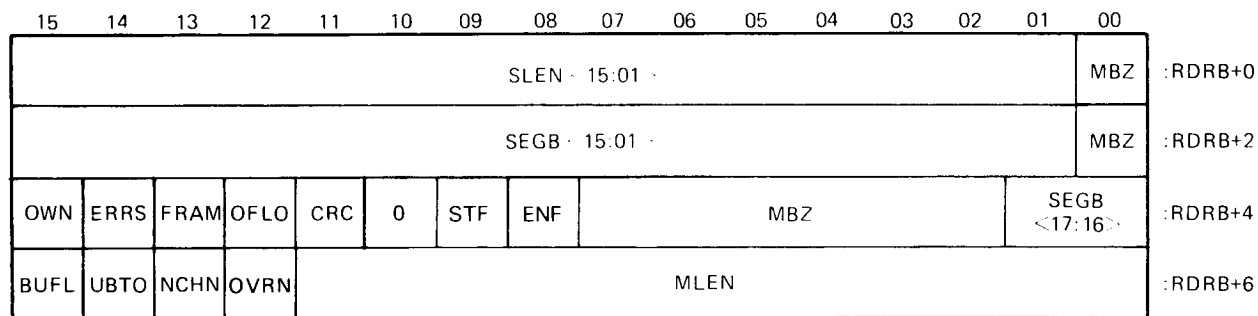 15 14 13 12 11 10 09 08 07 06 05 04 03 02 01 00
SLEN · 15:01 · MBZ :RDRB+0
SEGB · 15:01 · MBZ :RDRB+2
OWN ERRS FRAM OFLO CRC 0 STF ENF MBZ SEGB :RDRB+4
<17:16>
BUFL UBTO NCHN OVRN MLEN :RDRB+6